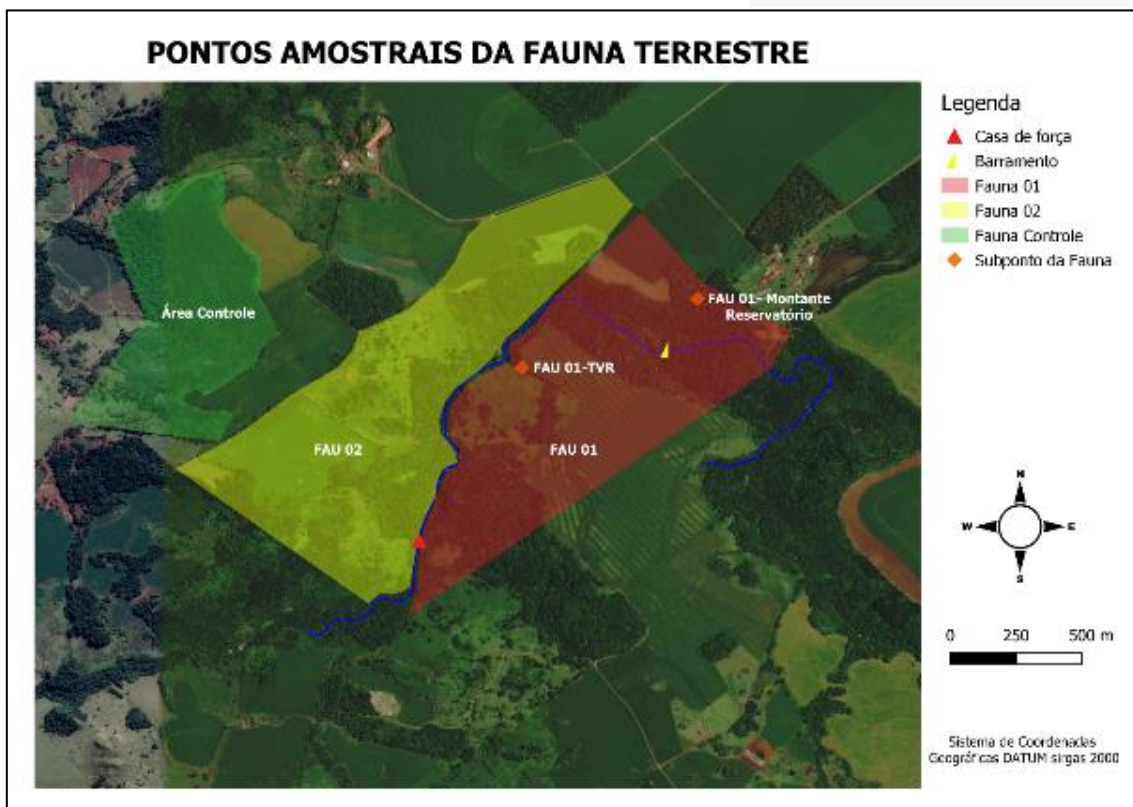 PONTOS AMOSTRAIS DA FAUNA TERRESTRE
Legenda
Casa de força
Barramento
Fauna 01
Fauna 02
Fauna Controle
Subponto da Fauna
Área Controle
FAU 01- Montante
Reservatório
FAU 01-TVR
FAU 02
FAU 01
N
W
E
S
0 250 500 m
Sistema de Coordenadas
Geográficas DATUM sirgas 2000